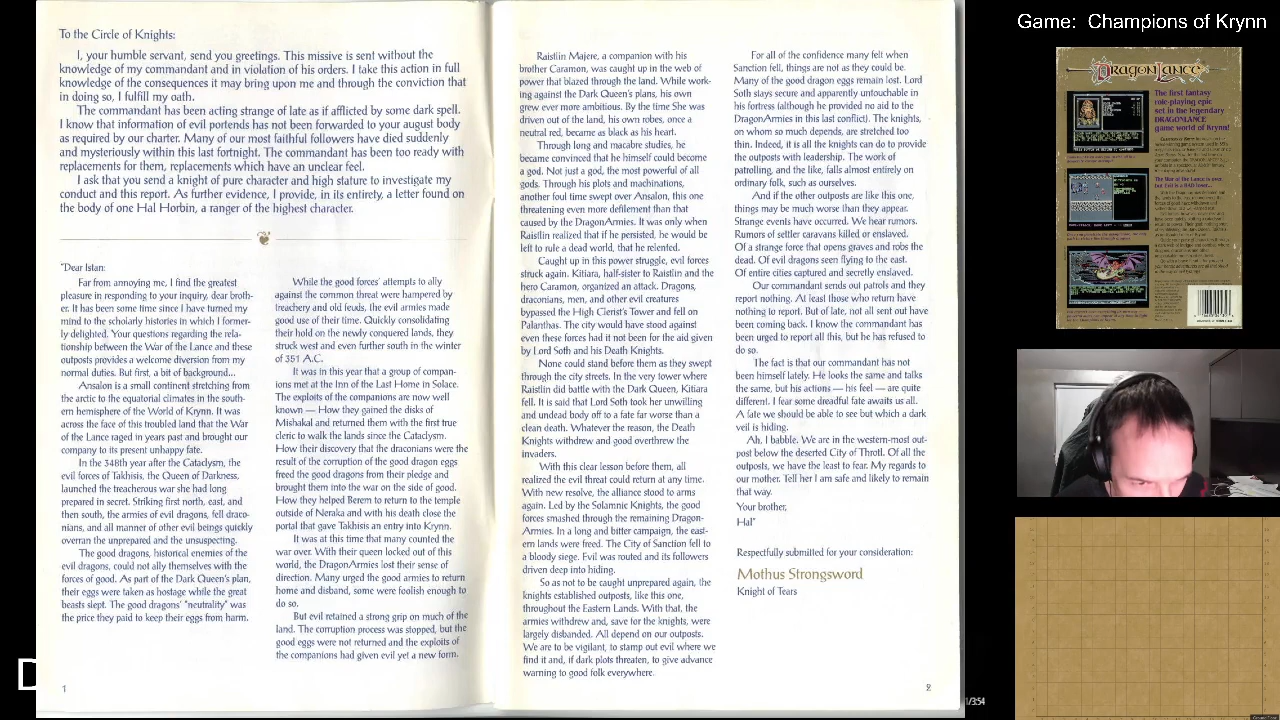 To the Circle of Knights:
I, your humble servant, send you greetings. This missive is sent without the
knowledge of my commandant and in violation of his orders. I take this action in full
knowledge of the consequences it may bring upon me and through the conviction that
in doing so, I fulfill my oath.
The commandant has been acting strange of late as if afflicted by some dark spell.
I know that information of evil portends has not been forwarded to your august body
as required by our charter. Many of our most faithful followers have died suddenly
and mysteriously within this last fortnight. The commandant has been too ready with
replacements for them, replacements which have an unreal feel.
I ask that you send a knight of pure character and high stature to investigate my
conduct and this report. As further evidence, I provide, in its entirely, a letter found on
the body of one Hal Horbin, a ranger of the highest character.
"Dear Istan:
Far from annoying me, I find the greatest
pleasure in responding to your inquiry, dear broth-
er. It has been some time since I have turned my
mind to the scholarly histories in which I former-
ly delighted. Your questions regarding the rela-
tionship between the War of the Lance and these
outposts provides a welcome diversion from my
normal duties. But first, a bit of background...
Ansalon is a small continent stretching from
the arctic to the equatorial climates in the south-
ern hemisphere of the World of Krynn. It was
across the face of this troubled land that the War
of the Lance raged in years past and brought our
company to its present unhappy fate.
In the 348th year after the Cataclysm, the
evil forces of Takhisis, the Queen of Darkness,
launched the treacherous war she had long
prepared in secret. Striking first north, east, and
then south, the armies of evil dragons, fell draco-
nians, and all manner of other evil beings quickly
overran the unprepared and the unsuspecting.
The good dragons, historical enemies of the
evil dragons, could not ally themselves with the
forces of good. As part of the Dark Queen's plan,
their eggs were taken as hostage while the great
beasts slept. The good dragons' "neutrality" was
the price they paid to keep their eggs from harm.
While the good forces' attempts to ally
against the common threat were hampered by
treachery and old feuds, the evil armies made
good use of their time. Quickly consolidating
their hold on the newly conquered lands, they
struck west and even further south in the winter
of 351 A.C.
It was in this year that a group of compan-
ions met at the Inn of the Last Home in Solace.
The exploits of the companions are now well
known — How they gained the disks of
Mishakal and returned them with the first true
cleric to walk the lands since the Cataclysm.
How their discovery that the draconians were the
result of the corruption of the good dragon eggs
freed the good dragons from their pledge and
brought them into the war on the side of good.
How they helped Berem to return to the temple
outside of Neraka and with his death close the
portal that gave Takhisis an entry into Krynn.
It was at this time that many counted the
war over. With their queen locked out of this
world, the DragonArmies lost their sense of
direction. Many urged the good armies to return
home and disband, some were foolish enough to
do so.
But evil retained a strong grip on much of the
land. The corruption process was stopped, but the
good eggs were not returned and the exploits of
the companions had given evil yet a new form.
1
Raistlin Majere, a companion with his
brother Caramon, was caught up in the web of
power that blazed through the land. While work-
ing against the Dark Queen's plans, his own
grew ever more ambitious. By the time She was
driven out of the land, his own robes, once a
neutral red, became as black as his heart.
Through long and macabre studies, he
became convinced that he himself could become
a god. Not just a god, the most powerful of all
gods. Through his plots and machinations,
another four time swept over Ansalon, this one
threatening even more defilement than that
caused by the DragonArmies. It was only when
Raistlin realized that if he persisted, he would be
left to rule a dead world, that he relented.
Caught up in this power struggle, evil forces
struck again. Kitiara, half-sister to Raistlin and the
hero Caramon, organized an attack. Dragons,
draconians, men, and other evil creatures
bypassed the High Clerist's Tower and fell on
Palanthas. The city would have stood against
even these forces had it not been for the aid given
by Lord Soth and his Death Knights.
None could stand before them as they swept
through the city streets. In the very tower where
Raistlin did battle with the Dark Queen, Kitiara
fell. It is said that Lord Soth took her unwilling
and undead body off to a fate far worse than a
clean death. Whatever the reason, the Death
Knights withdrew and good overthrew the
invaders.
With this clear lesson before them, all
realized the evil threat could return at any time.
With new resolve, the alliance stood to arms
again. Led by the Solamnic Knights, the good
forces smashed through the remaining Dragon-
Armies. In a long and bitter campaign, the east-
ern lands were freed. The City of Sanction fell to
a bloody siege. Evil was routed and its followers
driven deep into hiding.
So as not to be caught unprepared again, the
knights established outposts, like this one,
throughout the Eastern Lands. With that, the
armies withdrew and, save for the knights, were
largely disbanded. All depend on our outposts.
We are to be vigilant, to stamp out evil where we
find it and, if dark plots threaten, to give advance
warning to good folk everywhere.
For all of the confidence many felt when
Sanction fell, things are not as they could be.
Many of the good dragon eggs remain lost. Lord
Soth stays secure and apparently untouchable in
his fortress (although he provided no aid to the
DragonArmies in this last conflict). The knights,
on whom so much depends, are stretched too
thin. Indeed, it is all the knights can do to provide
the outposts with leadership. The work of
patrolling, and the like, falls almost entirely on
ordinary folk, such as ourselves.
And if the other outposts are like this one,
things may be much worse than they appear.
Strange events have occurred. We hear rumors.
Rumors of settler caravans killed or enslaved.
Of a strange force that opens graves and robs the
dead. Of evil dragons seen flying to the east.
Of entire cities captured and secretly enslaved.
Our commandant sends out patrols and they
report nothing. At least those who return have
nothing to report. But of late, not all sent out have
been coming back. I know the commandant has
been urged to report all this, but he has refused to
do so.
The fact is that our commandant has not
been himself lately. He looks the same and talks
the same, but his actions — his feel — are quite
different. I fear some dreadful fate awaits us all.
A fate we should be able to see but which a dark
veil is hiding.
Ah, I babble. We are in the western-most out-
post below the deserted City of Throtl. Of all the
outposts, we have the least to fear. My regards to
our mother. Tell her I am safe and likely to remain
that way.
Your brother,
Hal"
Respectfully submitted for your consideration:
Mothus Strongsword
Knight of Tears
2
1/3:54
D
Game: Champions of Krynn
DRAGONLANCE
The first fantasy
role-playing epic
set in the legendary
DRAGONLANCE
game world of Krynn!
The War of the Lance is over
but Evil is a BAD loser...